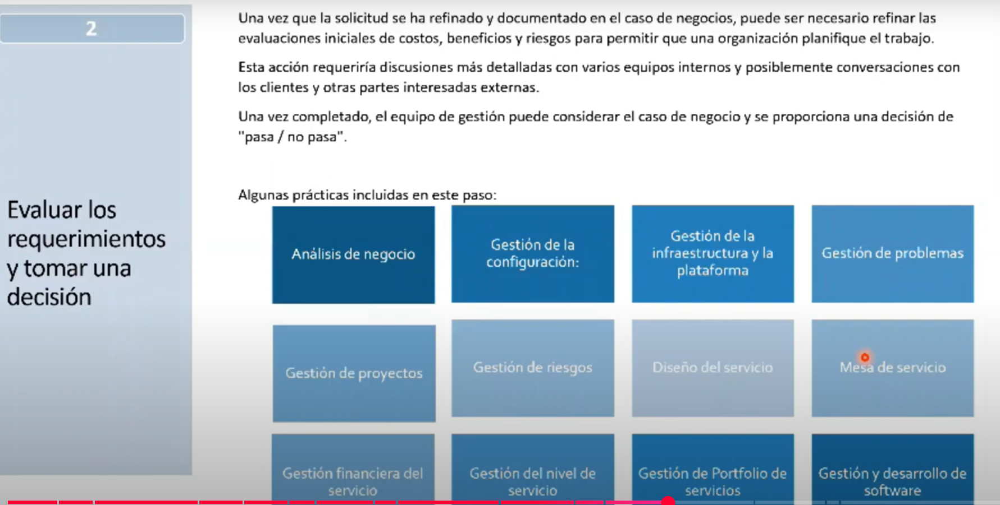 2
Evaluar los
requerimientos
y tomar una
decisión
Una vez que la solicitud se ha refinado y documentado en el caso de negocios, puede ser necesario refinar las
evaluaciones iniciales de costos, beneficios y riesgos para permitir que una organización planifique el trabajo.
Esta acción requeriría discusiones más detalladas con varios equipos internos y posiblemente conversaciones con
los clientes y otras partes interesadas externas.
Una vez completado, el equipo de gestión puede considerar el caso de negocio y se proporciona una decisión de
"pasa / no pasa".
Algunas prácticas incluidas en este paso:
Análisis de negocio
Gestión de la
configuración:
Gestión de la
infraestructura y la
plataforma
Gestión de problemas
Gestión de proyectos
Gestión de riesgos
Diseño del servicio
Mesa de servicio
Gestión financiera del
servicio
Gestión del nivel de
servicio
Gestión de Portfolio de
servicios
Gestión y desarrollo de
software